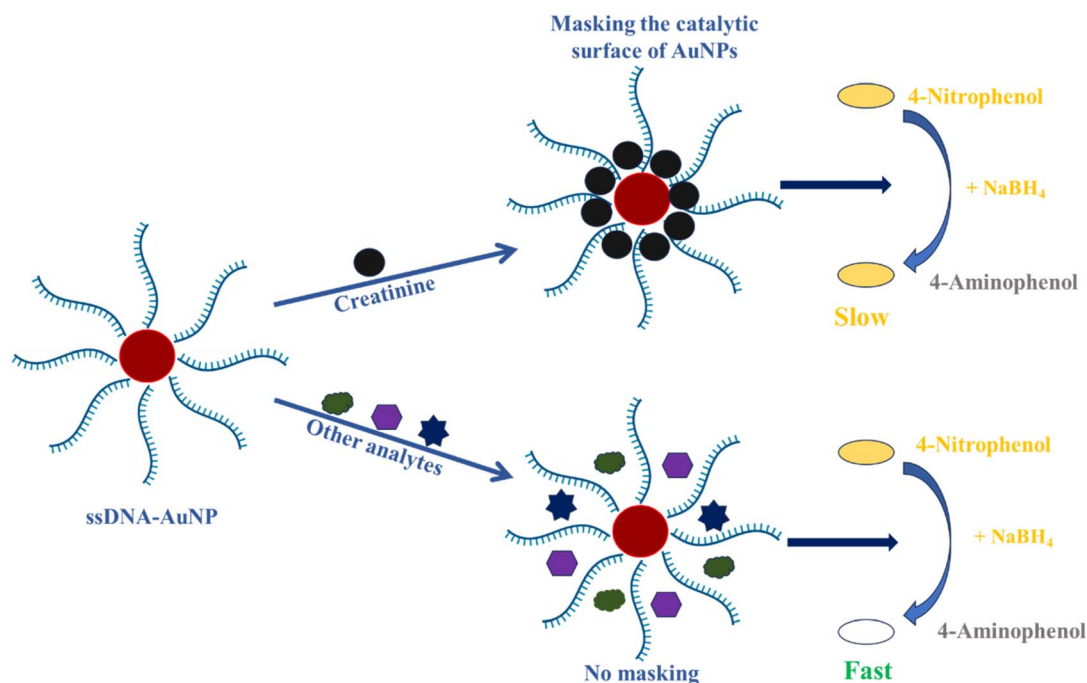 Masking the catalytic
surface of AuNPs
4-Nitrophenol
+ NaBH₄
4-Aminophenol
Slow
Creatinine
ssDNA-AuNP
Other analytes
4-Nitrophenol
+ NaBH₄
4-Aminophenol
Fast
No masking